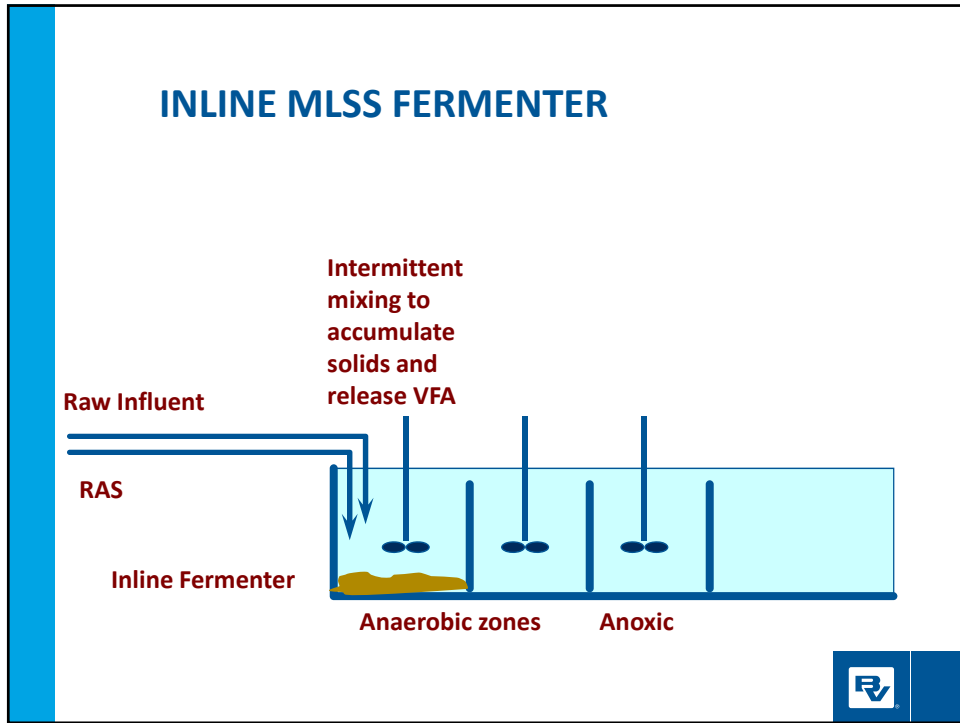 INLINE MLSS FERMENTER
Intermittent
mixing to
accumulate
solids and
release VFA
Raw Influent
RAS
Inline Fermenter
Anaerobic zones
Anoxic
BV